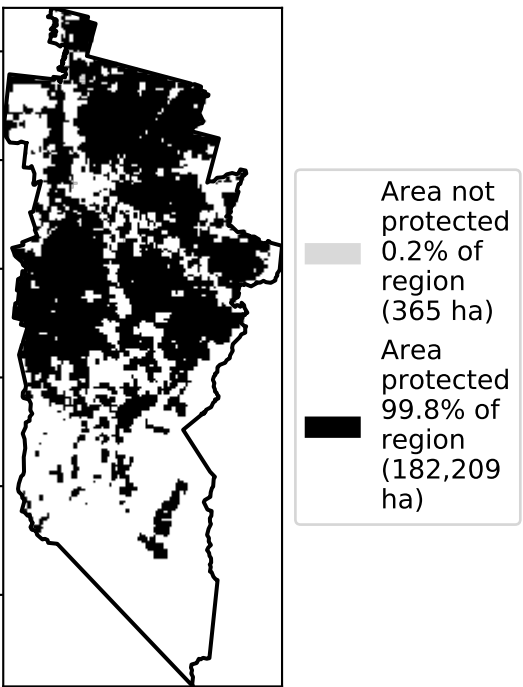 Area not
protected
0.2% of
region
(365 ha)
Area
protected
99.8% of
region
(182,209
ha)